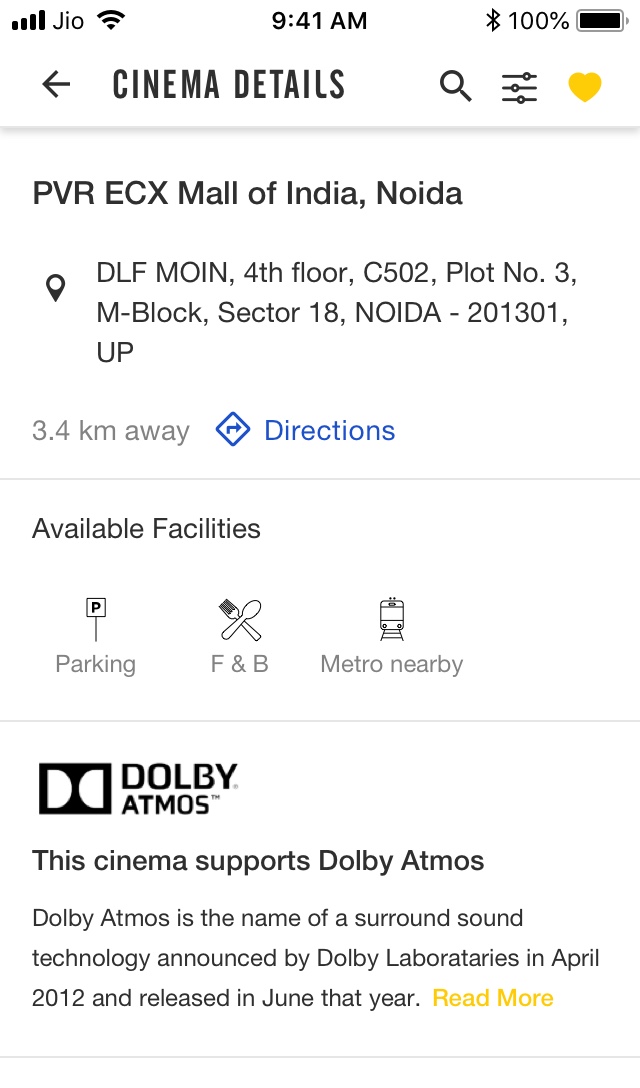 Jio 9:41 AM 100%
CINEMA DETAILS
PVR ECX Mall of India, Noida
DLF MOIN, 4th floor, C502, Plot No. 3,
M-Block, Sector 18, NOIDA - 201301,
UP
3.4 km away Directions
Available Facilities
P
Parking F & B Metro nearby
DOLBY
ATMOS™
This cinema supports Dolby Atmos
Dolby Atmos is the name of a surround sound
technology announced by Dolby Laborataries in April
2012 and released in June that year. Read More